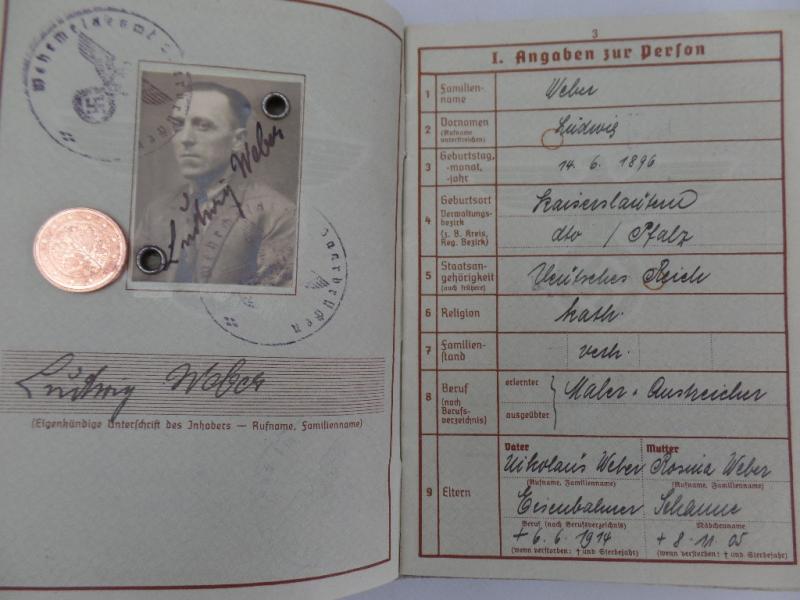 Wehrmeldeamt
Ludwig Weber
Saarbrücken
Ludwig Weber
(Eigenhändige Unterschrift des Inhabers — Rufname, Familienname)
3
I. Angaben zur Person
1 Familien-
name
Weber
2 Vornamen
(Rufname
unterstreichen)
Ludwig
3 Geburtstag,
-monat,
-jahr
14. 6. 1896
4 Geburtsort
Verwaltungs-
bezirk
(z. B. Kreis,
Reg. Bezirk)
Kaiserslautern
dto / Pfalz
5 Staatsan-
gehörigkeit
(auch frühere)
Deutsches Reich
6 Religion
kath.
7 Familien-
stand
verh.
8 Beruf
(nach
Berufs-
verzeichnis)
erlernter
ausgeübter
Maler u. Anstreicher
9 Eltern
Vater Mutter
Nikolaus Weber Rosina Weber
(Rufname, Familienname) (Rufname, Familienname)
Eisenbahner Schanne
Beruf (nach Berufsverzeichnis) Mädchenname
+ 6. 6. 1914 + 8. 11. 05
(wenn verstorben: † und Sterbejahr) (wenn verstorben: † und Sterbejahr)